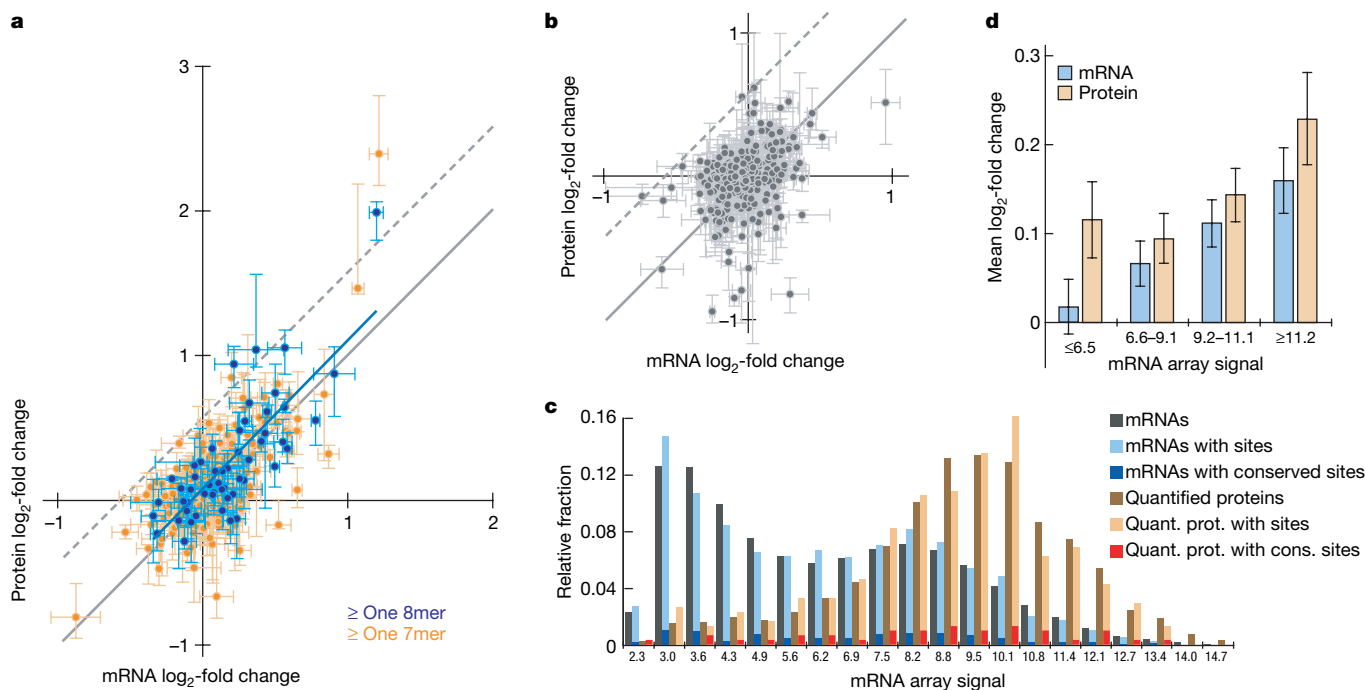 a
3
2
1
-1
1
2
-1
Protein log2-fold change
mRNA log2-fold change
≥ One 8mer
≥ One 7mer
b
1
−1
1
−1
Protein log2-fold change
mRNA log2-fold change
d
0.3
0.2
0.1
0
Mean log2-fold change
mRNA
Protein
≤6.5
6.6–9.1
9.2–11.1
≥11.2
mRNA array signal
c
0.16
0.12
0.08
0.04
0
Relative fraction
mRNAs
mRNAs with sites
mRNAs with conserved sites
Quantified proteins
Quant. prot. with sites
Quant. prot. with cons. sites
2.3 3.0 3.6 4.3 4.9 5.6 6.2 6.9 7.5 8.2 8.8 9.5 10.1 10.8 11.4 12.1 12.7 13.4 14.0 14.7
mRNA array signal